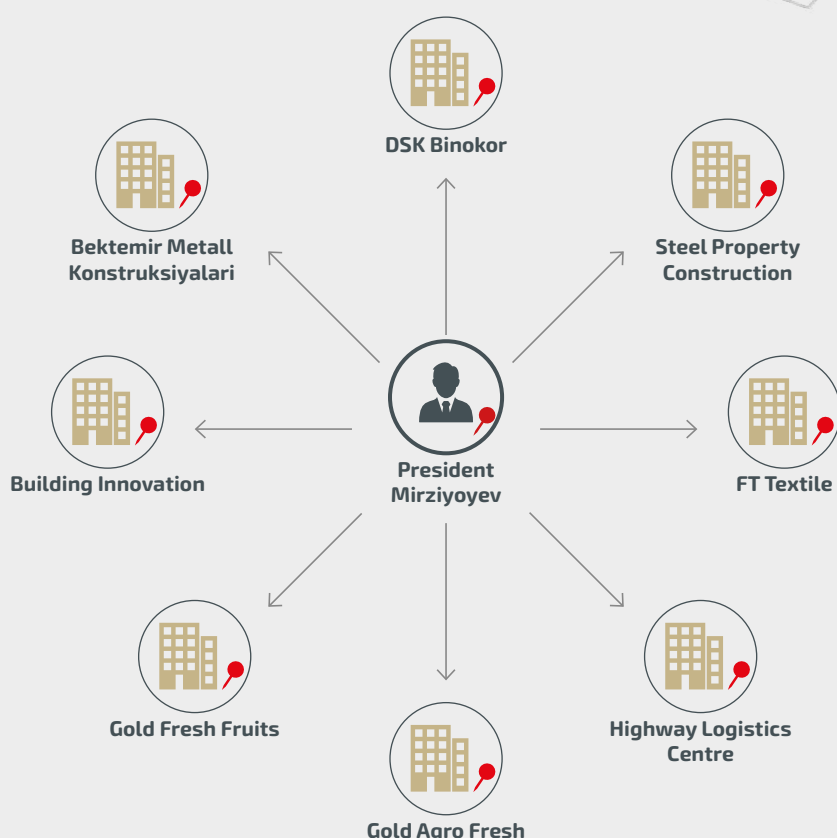 DSK Binokor
Bektemir Metall
Konstruksiyalari
Steel Property
Construction
Building Innovation
President
Mirziyoyev
FT Textile
Gold Fresh Fruits
Highway Logistics
Centre
Gold Agro Fresh